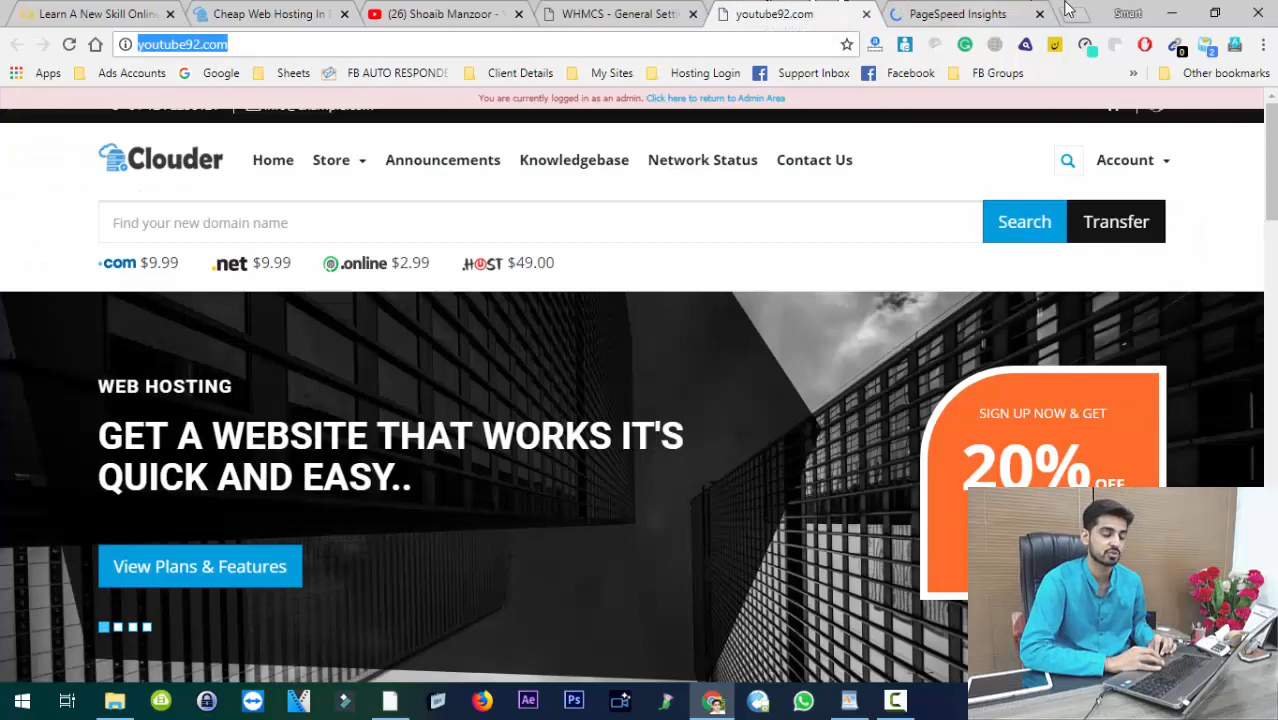 Learn A New Skill Online
Cheap Web Hosting In
(26) Shoaib Manzoor -
WHMCS - General Setti
youtube92.com
PageSpeed Insights
Smart
youtube92.com
Apps
Ads Accounts
Google
Sheets
FB AUTO RESPONDE
Client Details
My Sites
Hosting Login
Support Inbox
Facebook
FB Groups
Other bookmarks
You are currently logged in as an admin. Click here to return to Admin Area
Clouder
Home
Store
Announcements
Knowledgebase
Network Status
Contact Us
Account
Find your new domain name
Search
Transfer
.com $9.99
.net $9.99
.online $2.99
.HOST $49.00
WEB HOSTING
GET A WEBSITE THAT WORKS IT'S
QUICK AND EASY..
View Plans & Features
SIGN UP NOW & GET
20% OFF